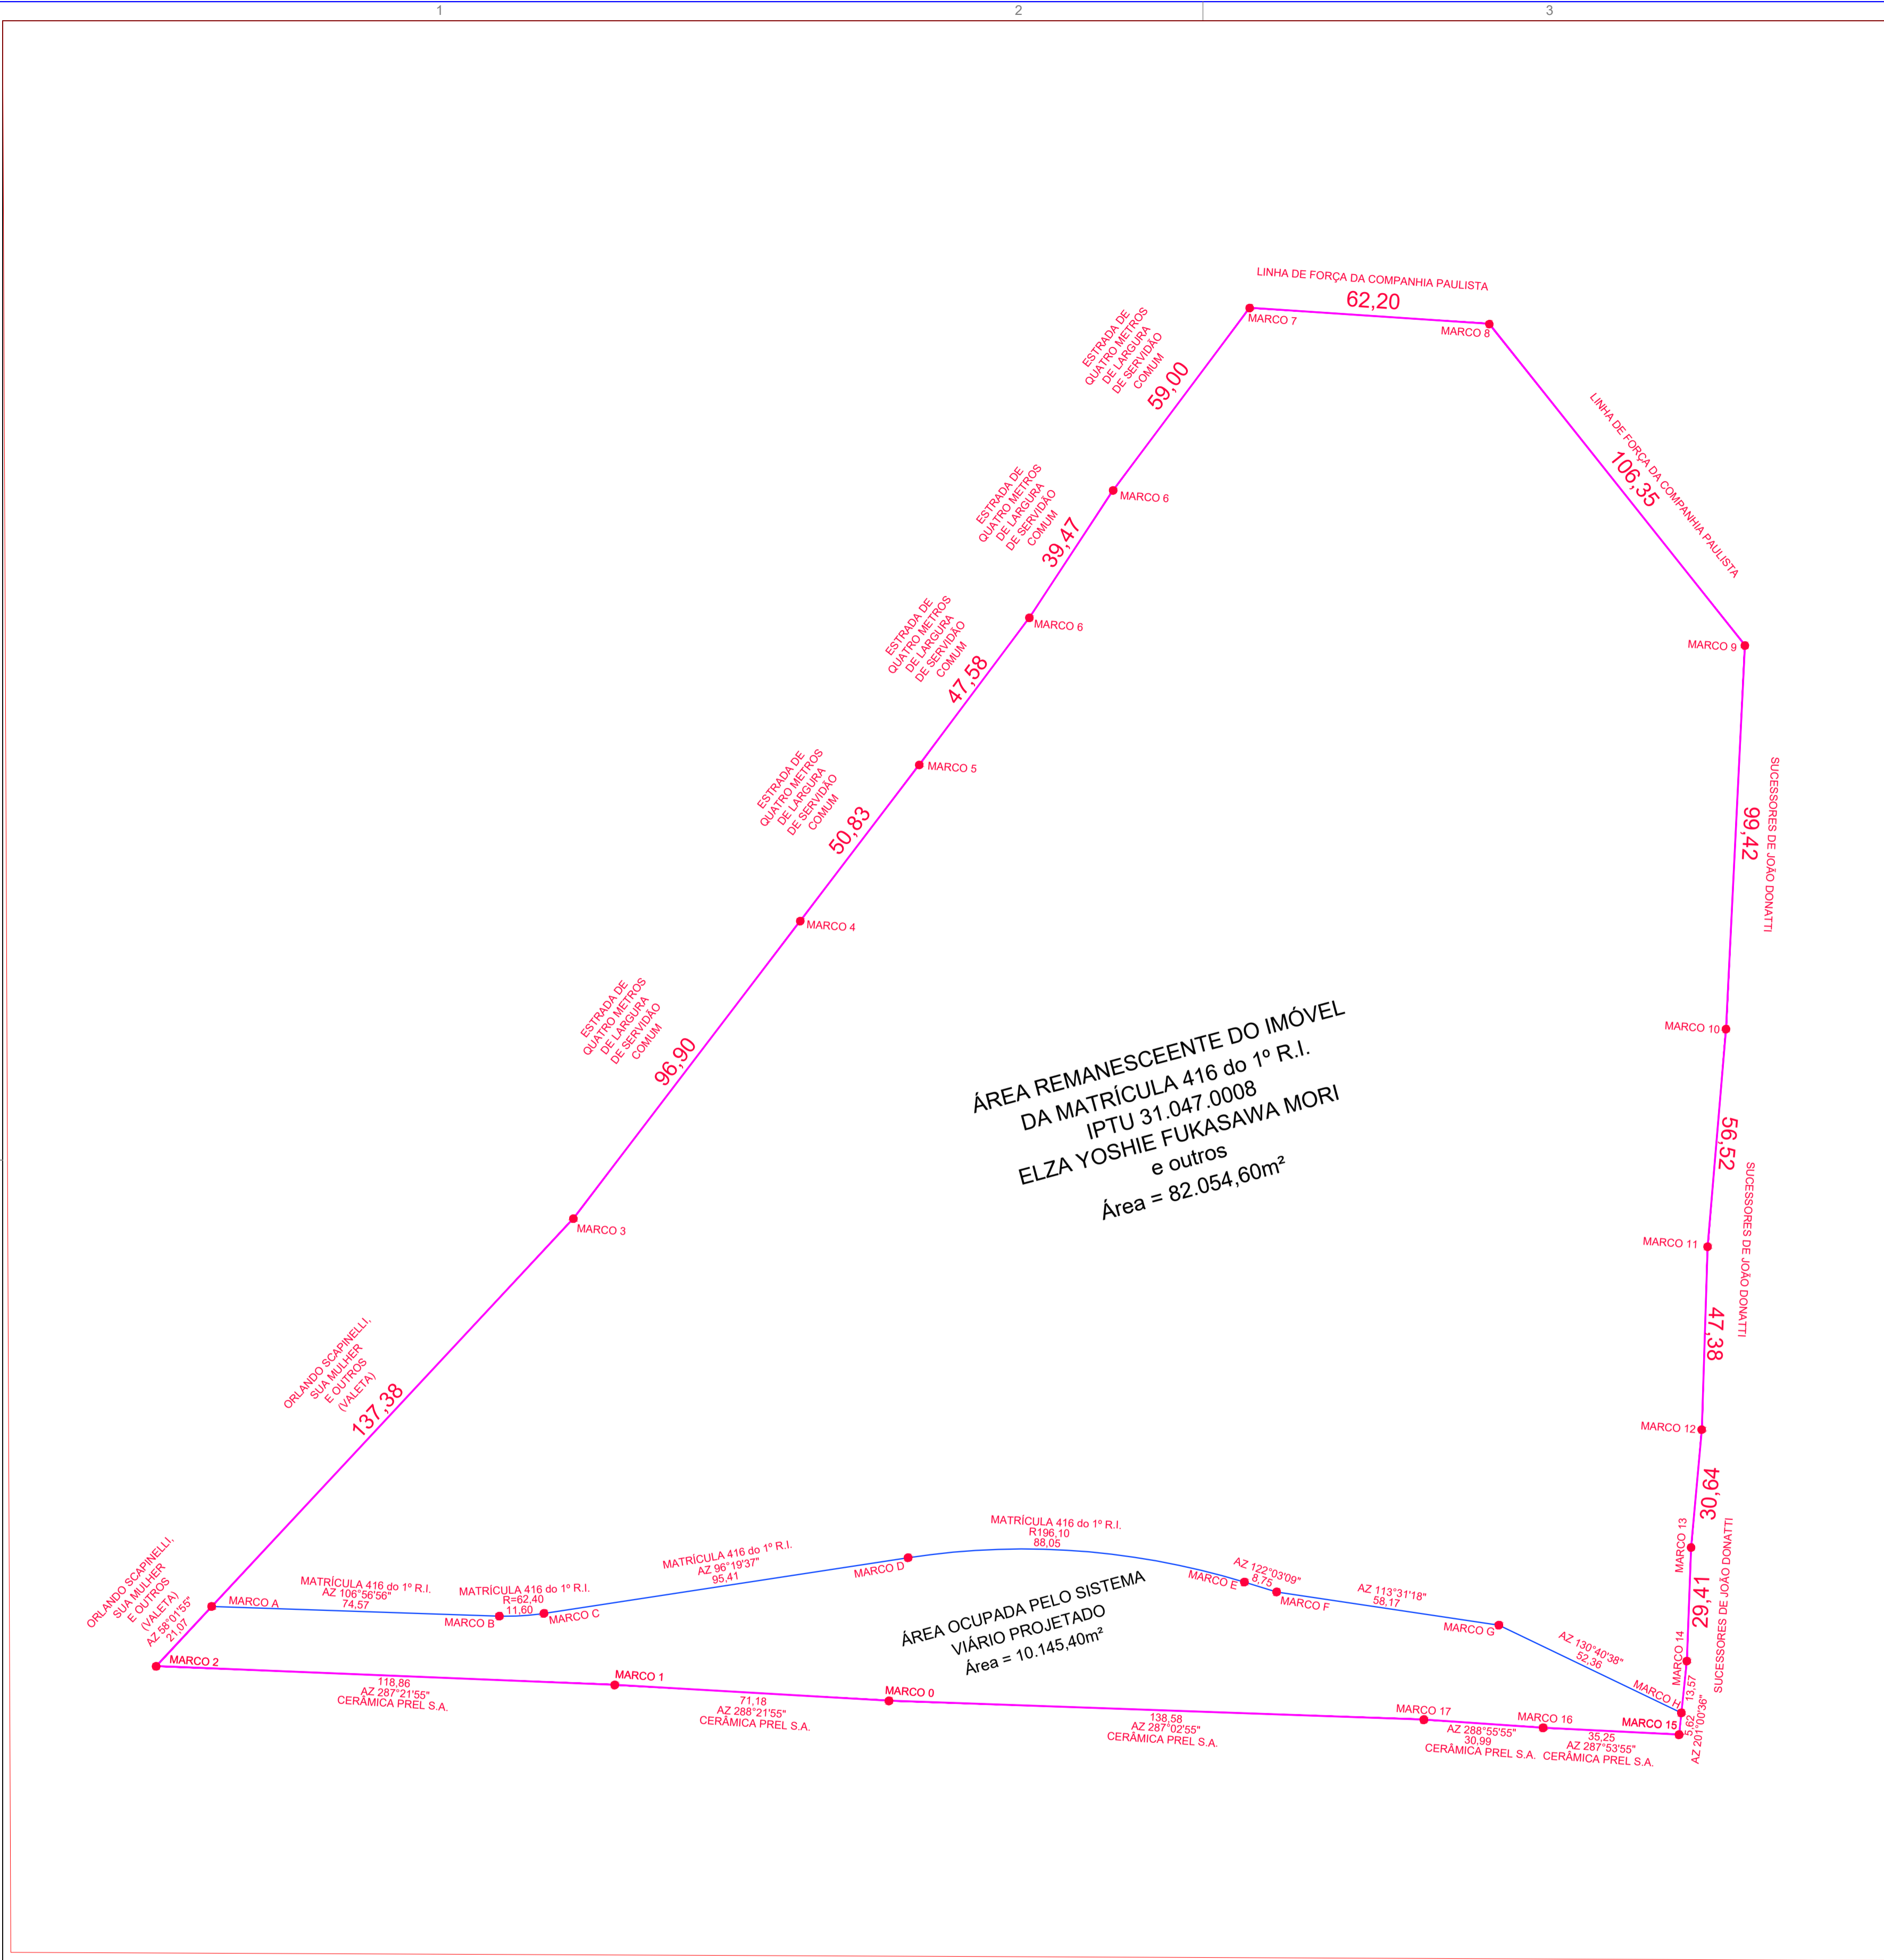 1
2
3
LINHA DE FORÇA DA COMPANHIA PAULISTA
62,20
MARCO 7
MARCO 8
ESTRADA DE
QUATRO METROS
DE LARGURA
DE SERVIDÃO
COMUM
59,00
LINHA DE FORÇA DA COMPANHIA PAULISTA
106,35
MARCO 6
ESTRADA DE
QUATRO METROS
DE LARGURA
DE SERVIDÃO
COMUM
39,47
MARCO 6
MARCO 9
ESTRADA DE
QUATRO METROS
DE LARGURA
DE SERVIDÃO
COMUM
47,58
MARCO 5
SUCESSORES DE JOÃO DONATTI
99,42
ESTRADA DE
QUATRO METROS
DE LARGURA
DE SERVIDÃO
COMUM
50,83
MARCO 4
MARCO 10
ESTRADA DE
QUATRO METROS
DE LARGURA
DE SERVIDÃO
COMUM
96,90
MARCO 3
ÁREA REMANESCEENTE DO IMÓVEL
DA MATRÍCULA 416 do 1º R.I.
IPTU 31.047.0008
ELZA YOSHIE FUKASAWA MORI
e outros
Área = 82.054,60m²
56,52
SUCESSORES DE JOÃO DONATTI
MARCO 11
47,38
MARCO 12
ORLANDO SCAPINELLI,
SUA MULHER
E OUTROS
(VALETA)
137,38
30,64
MARCO 13
SUCESSORES DE JOÃO DONATTI
29,41
MARCO 14
ORLANDO SCAPINELLI,
SUA MULHER
E OUTROS
(VALETA)
AZ 58°01'55"
21,07
MARCO A
MATRÍCULA 416 do 1º R.I.
AZ 106°56'56"
74,57
MARCO B
MATRÍCULA 416 do 1º R.I.
R=62,40
11,60
MARCO C
MATRÍCULA 416 do 1º R.I.
AZ 96°19'37"
95,41
MARCO D
MATRÍCULA 416 do 1º R.I.
R196,10
88,05
MARCO E
AZ 122°03'09"
8,75
MARCO F
AZ 113°31'18"
58,17
MARCO G
AZ 130°40'38"
52,36
MARCO H
13,57
ÁREA OCUPADA PELO SISTEMA
VIÁRIO PROJETADO
Área = 10.145,40m²
MARCO 2
118,86
AZ 287°21'55"
CERÂMICA PREL S.A.
MARCO 1
71,18
AZ 288°21'55"
CERÂMICA PREL S.A.
MARCO 0
138,58
AZ 287°02'55"
CERÂMICA PREL S.A.
MARCO 17
AZ 288°55'55"
30,99
CERÂMICA PREL S.A.
MARCO 16
35,25
AZ 287°53'55"
CERÂMICA PREL S.A.
MARCO 15
5,62
AZ 201°00'36"